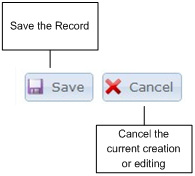 Save the Record
Save
Cancel
Cancel the
current creation
or editing